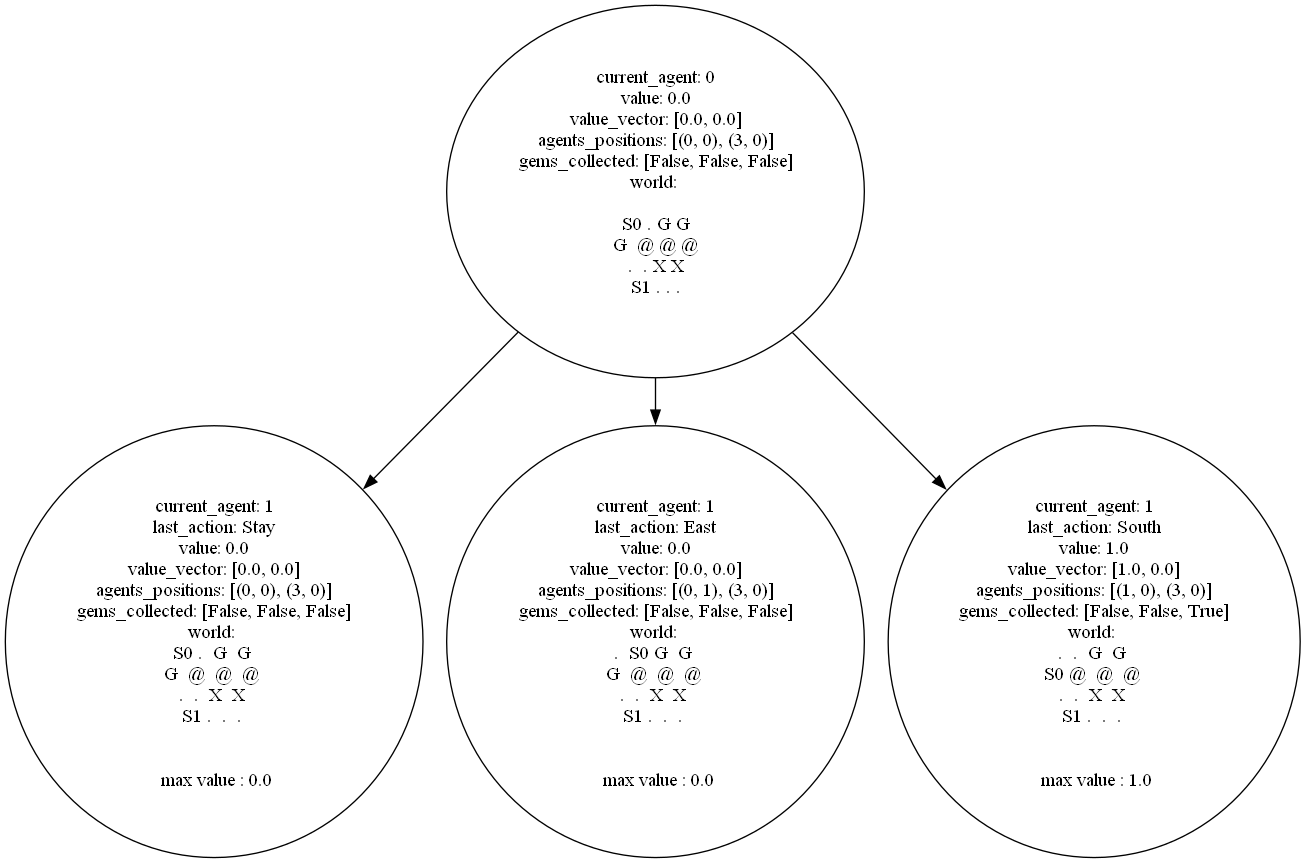 current_agent: 0
value: 0.0
value_vector: [0.0, 0.0]
agents_positions: [(0, 0), (3, 0)]
gems_collected: [False, False, False]
world:
S0 . G G
G @ @ @
. . X X
S1 . . .
current_agent: 1
last_action: Stay
value: 0.0
value_vector: [0.0, 0.0]
agents_positions: [(0, 0), (3, 0)]
gems_collected: [False, False, False]
world:
S0 . G G
G @ @ @
. . X X
S1 . . .
max value : 0.0
current_agent: 1
last_action: East
value: 0.0
value_vector: [0.0, 0.0]
agents_positions: [(0, 1), (3, 0)]
gems_collected: [False, False, False]
world:
. S0 G G
G @ @ @
. . X X
S1 . . .
max value : 0.0
current_agent: 1
last_action: South
value: 1.0
value_vector: [1.0, 0.0]
agents_positions: [(1, 0), (3, 0)]
gems_collected: [False, False, True]
world:
. . G G
S0 @ @ @
. . X X
S1 . . .
max value : 1.0